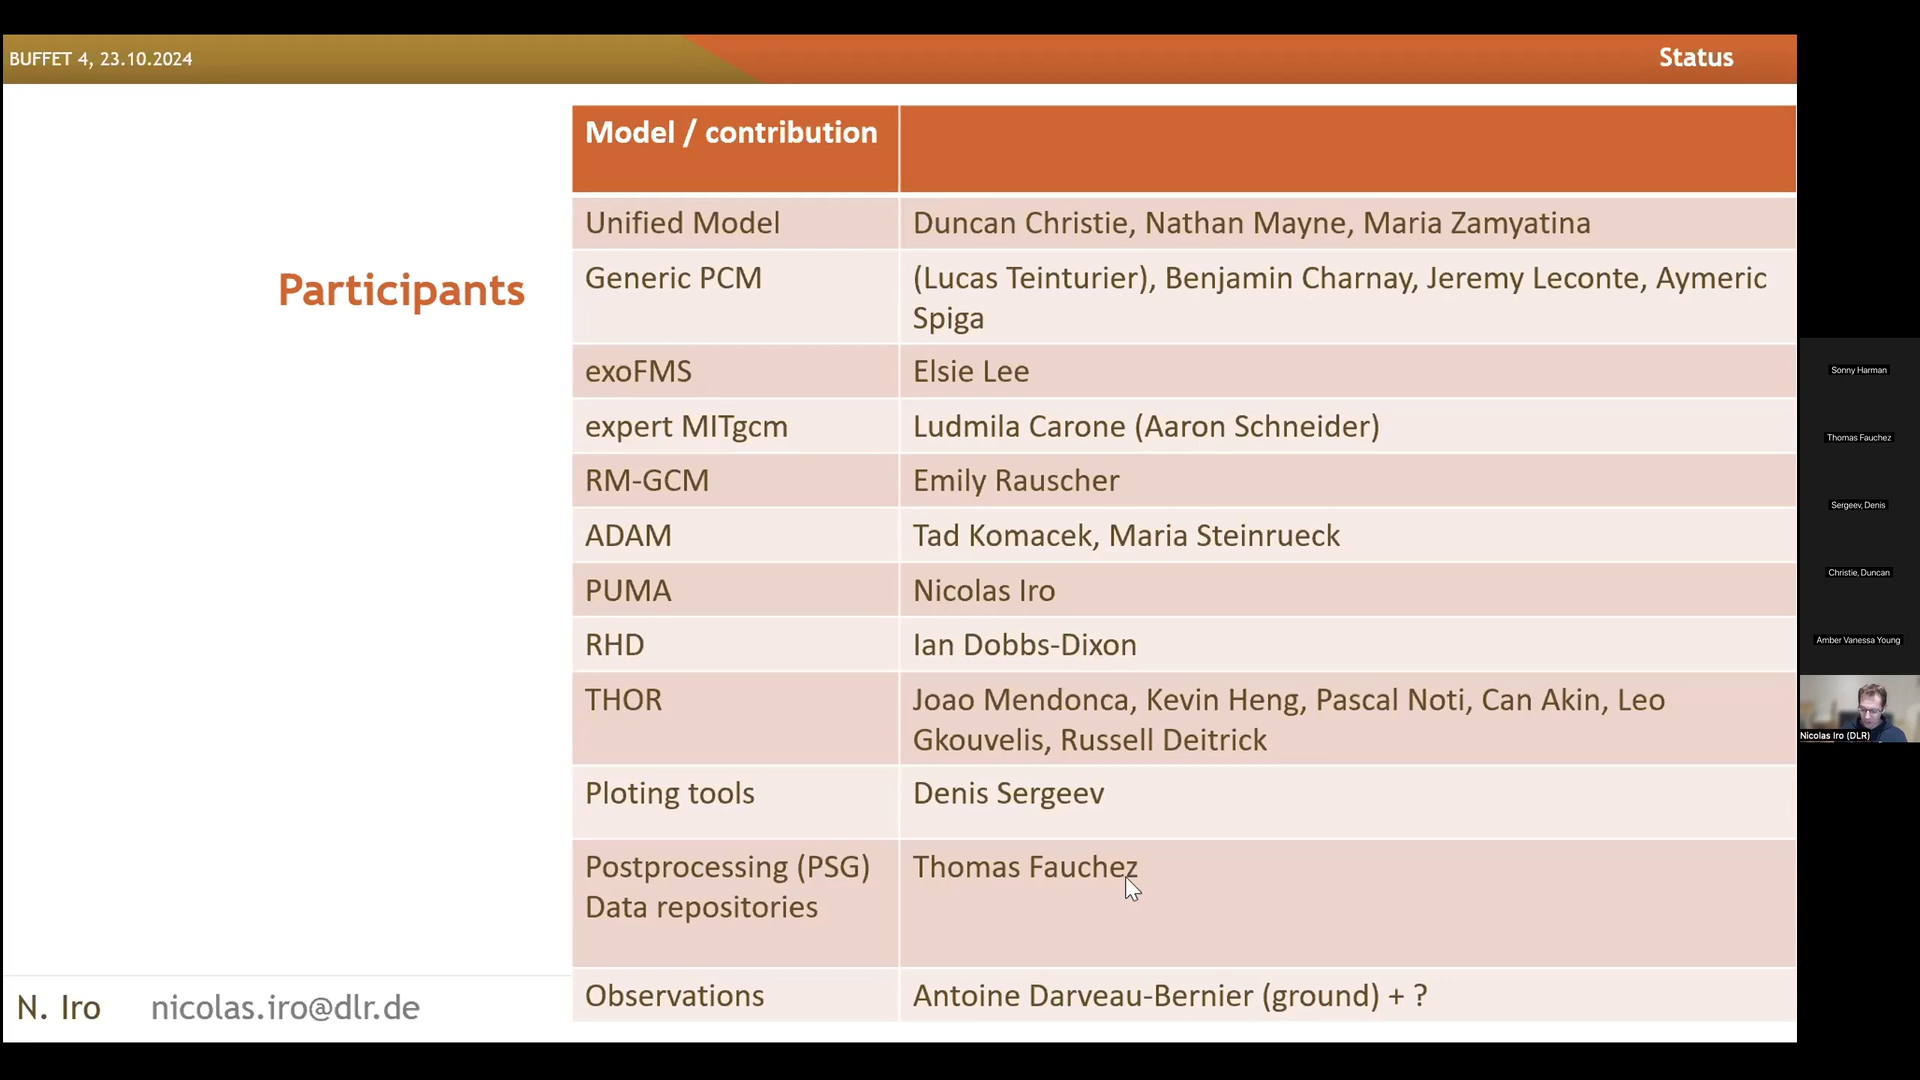 BUFFET 4, 23.10.2024
Status
Participants
Model / contribution
Unified Model
Duncan Christie, Nathan Mayne, Maria Zamyatina
Generic PCM
(Lucas Teinturier), Benjamin Charnay, Jeremy Leconte, Aymeric
Spiga
exoFMS
Elsie Lee
expert MITgcm
Ludmila Carone (Aaron Schneider)
RM-GCM
Emily Rauscher
ADAM
Tad Komacek, Maria Steinrueck
PUMA
Nicolas Iro
RHD
Ian Dobbs-Dixon
THOR
Joao Mendonca, Kevin Heng, Pascal Noti, Can Akin, Leo
Gkouvelis, Russell Deitrick
Ploting tools
Denis Sergeev
Postprocessing (PSG)
Data repositories
Thomas Fauchez
Observations
Antoine Darveau-Bernier (ground) + ?
N. Iro
nicolas.iro@dlr.de
Sonny Harman
Thomas Fauchez
Sergeev, Denis
Christie, Duncan
Amber Vanessa Young
Nicolas Iro (DLR)